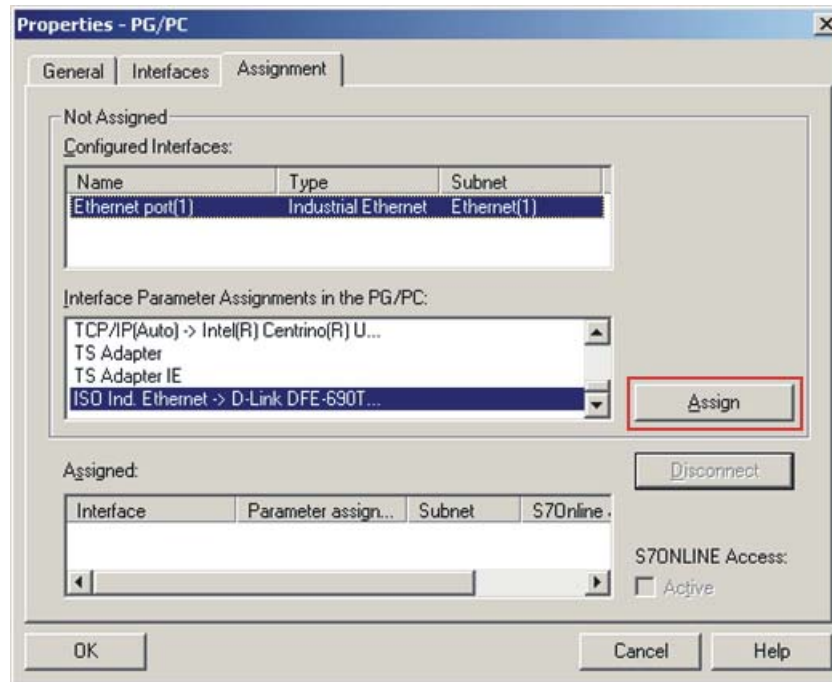 Properties - PG/PC
General Interfaces Assignment
Not Assigned
Configured Interfaces:
Name Type Subnet
Ethernet port(1) Industrial Ethernet Ethernet(1)
Interface Parameter Assignments in the PG/PC:
TCP/IP(Auto) -> Intel(R) Centrino(R) U...
TS Adapter
TS Adapter IE
ISO Ind. Ethernet -> D-Link DFE-690T...
Assign
Assigned:
Disconnect
Interface Parameter assign... Subnet S7Online
S7ONLINE Access:
Active
OK Cancel Help